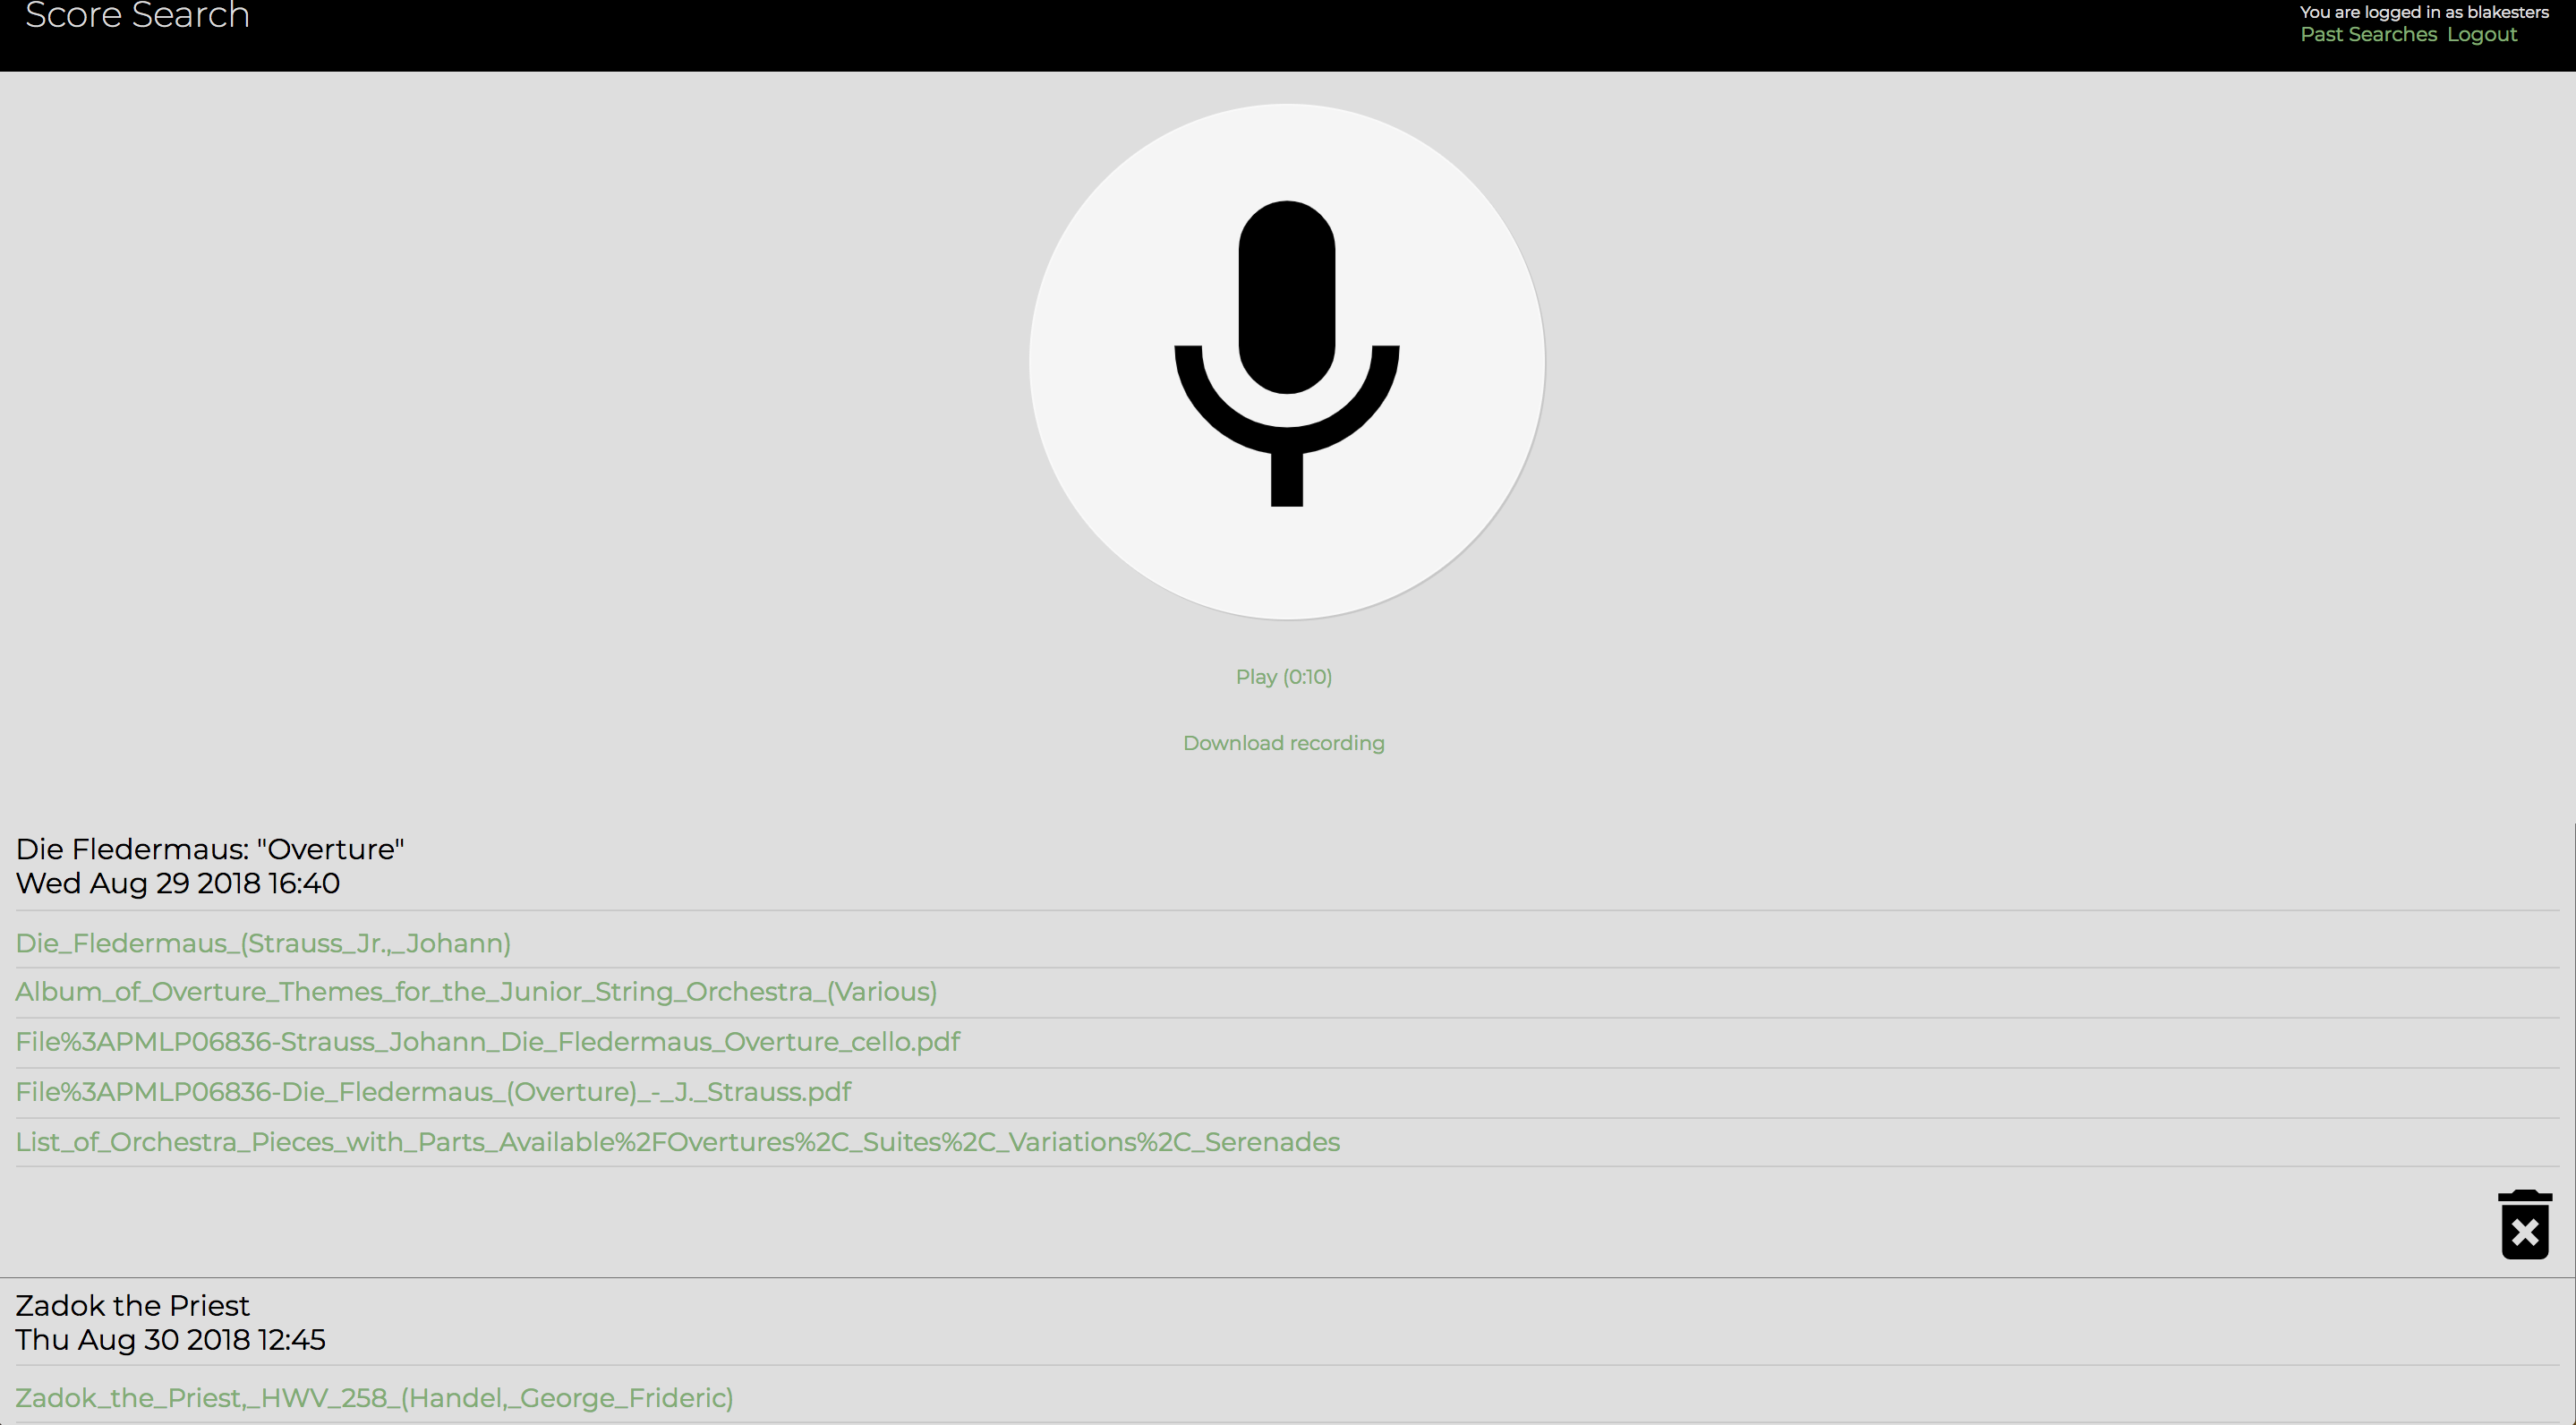 Score Search
You are logged in as blakesters
Past Searches Logout
Play (0:10)
Download recording
Die Fledermaus: "Overture"
Wed Aug 29 2018 16:40
Die_Fledermaus_(Strauss_Jr.,_Johann)
Album_of_Overture_Themes_for_the_Junior_String_Orchestra_(Various)
File%3APMLP06836-Strauss_Johann_Die_Fledermaus_Overture_cello.pdf
File%3APMLP06836-Die_Fledermaus_(Overture)_-_J._Strauss.pdf
List_of_Orchestra_Pieces_with_Parts_Available%2FOvertures%2C_Suites%2C_Variations%2C_Serenades
Zadok the Priest
Thu Aug 30 2018 12:45
Zadok_the_Priest,_HWV_258_(Handel,_George_Frideric)